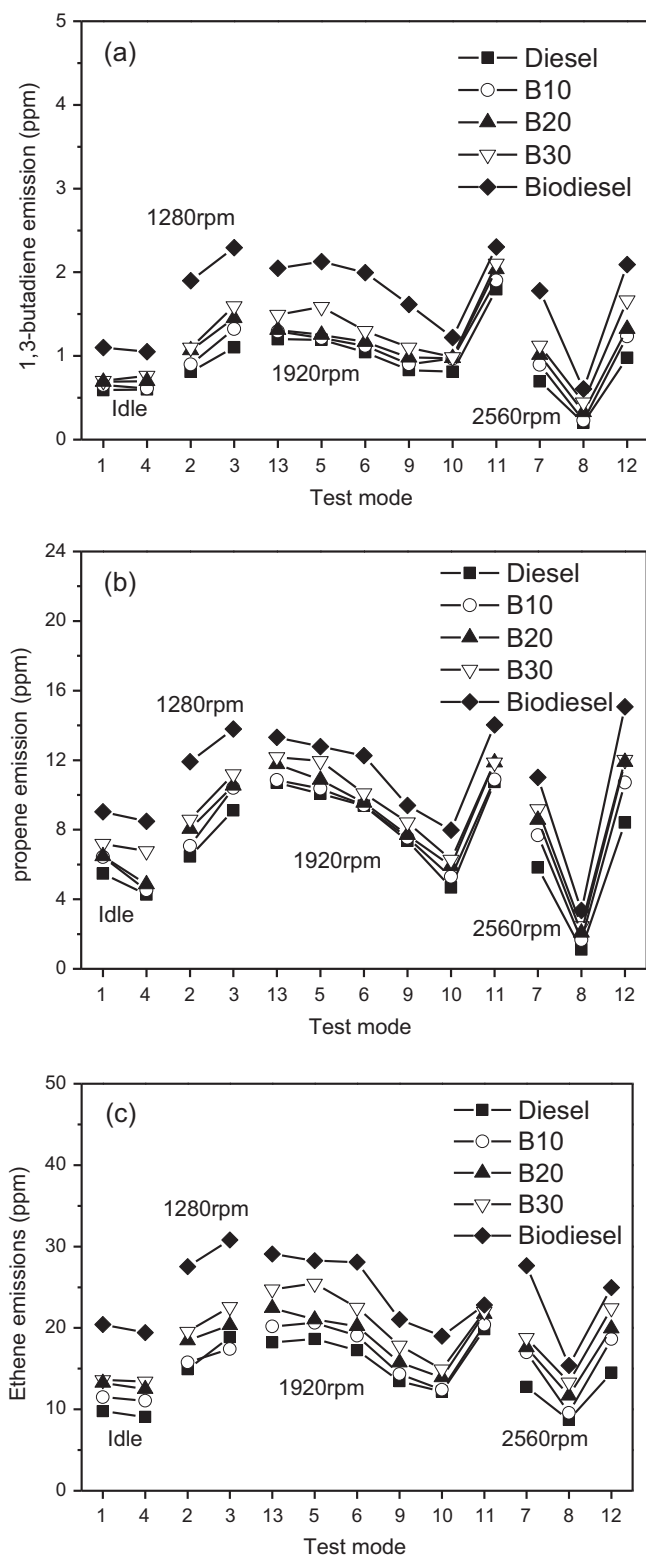 (a)
Diesel
B10
B20
B30
Biodiesel
1280rpm
1920rpm
2560rpm
Idle
5
4
3
2
1
0
1,3-butadiene emission (ppm)
1 4 2 3 13 5 6 9 10 11 7 8 12
Test mode
(b)
Diesel
B10
B20
B30
Biodiesel
1280rpm
1920rpm
2560rpm
Idle
24
20
16
12
8
4
0
propene emission (ppm)
1 4 2 3 13 5 6 9 10 11 7 8 12
Test mode
(c)
Diesel
B10
B20
B30
Biodiesel
1280rpm
1920rpm
2560rpm
Idle
50
40
30
20
10
0
Ethene emissions (ppm)
1 4 2 3 13 5 6 9 10 11 7 8 12
Test mode